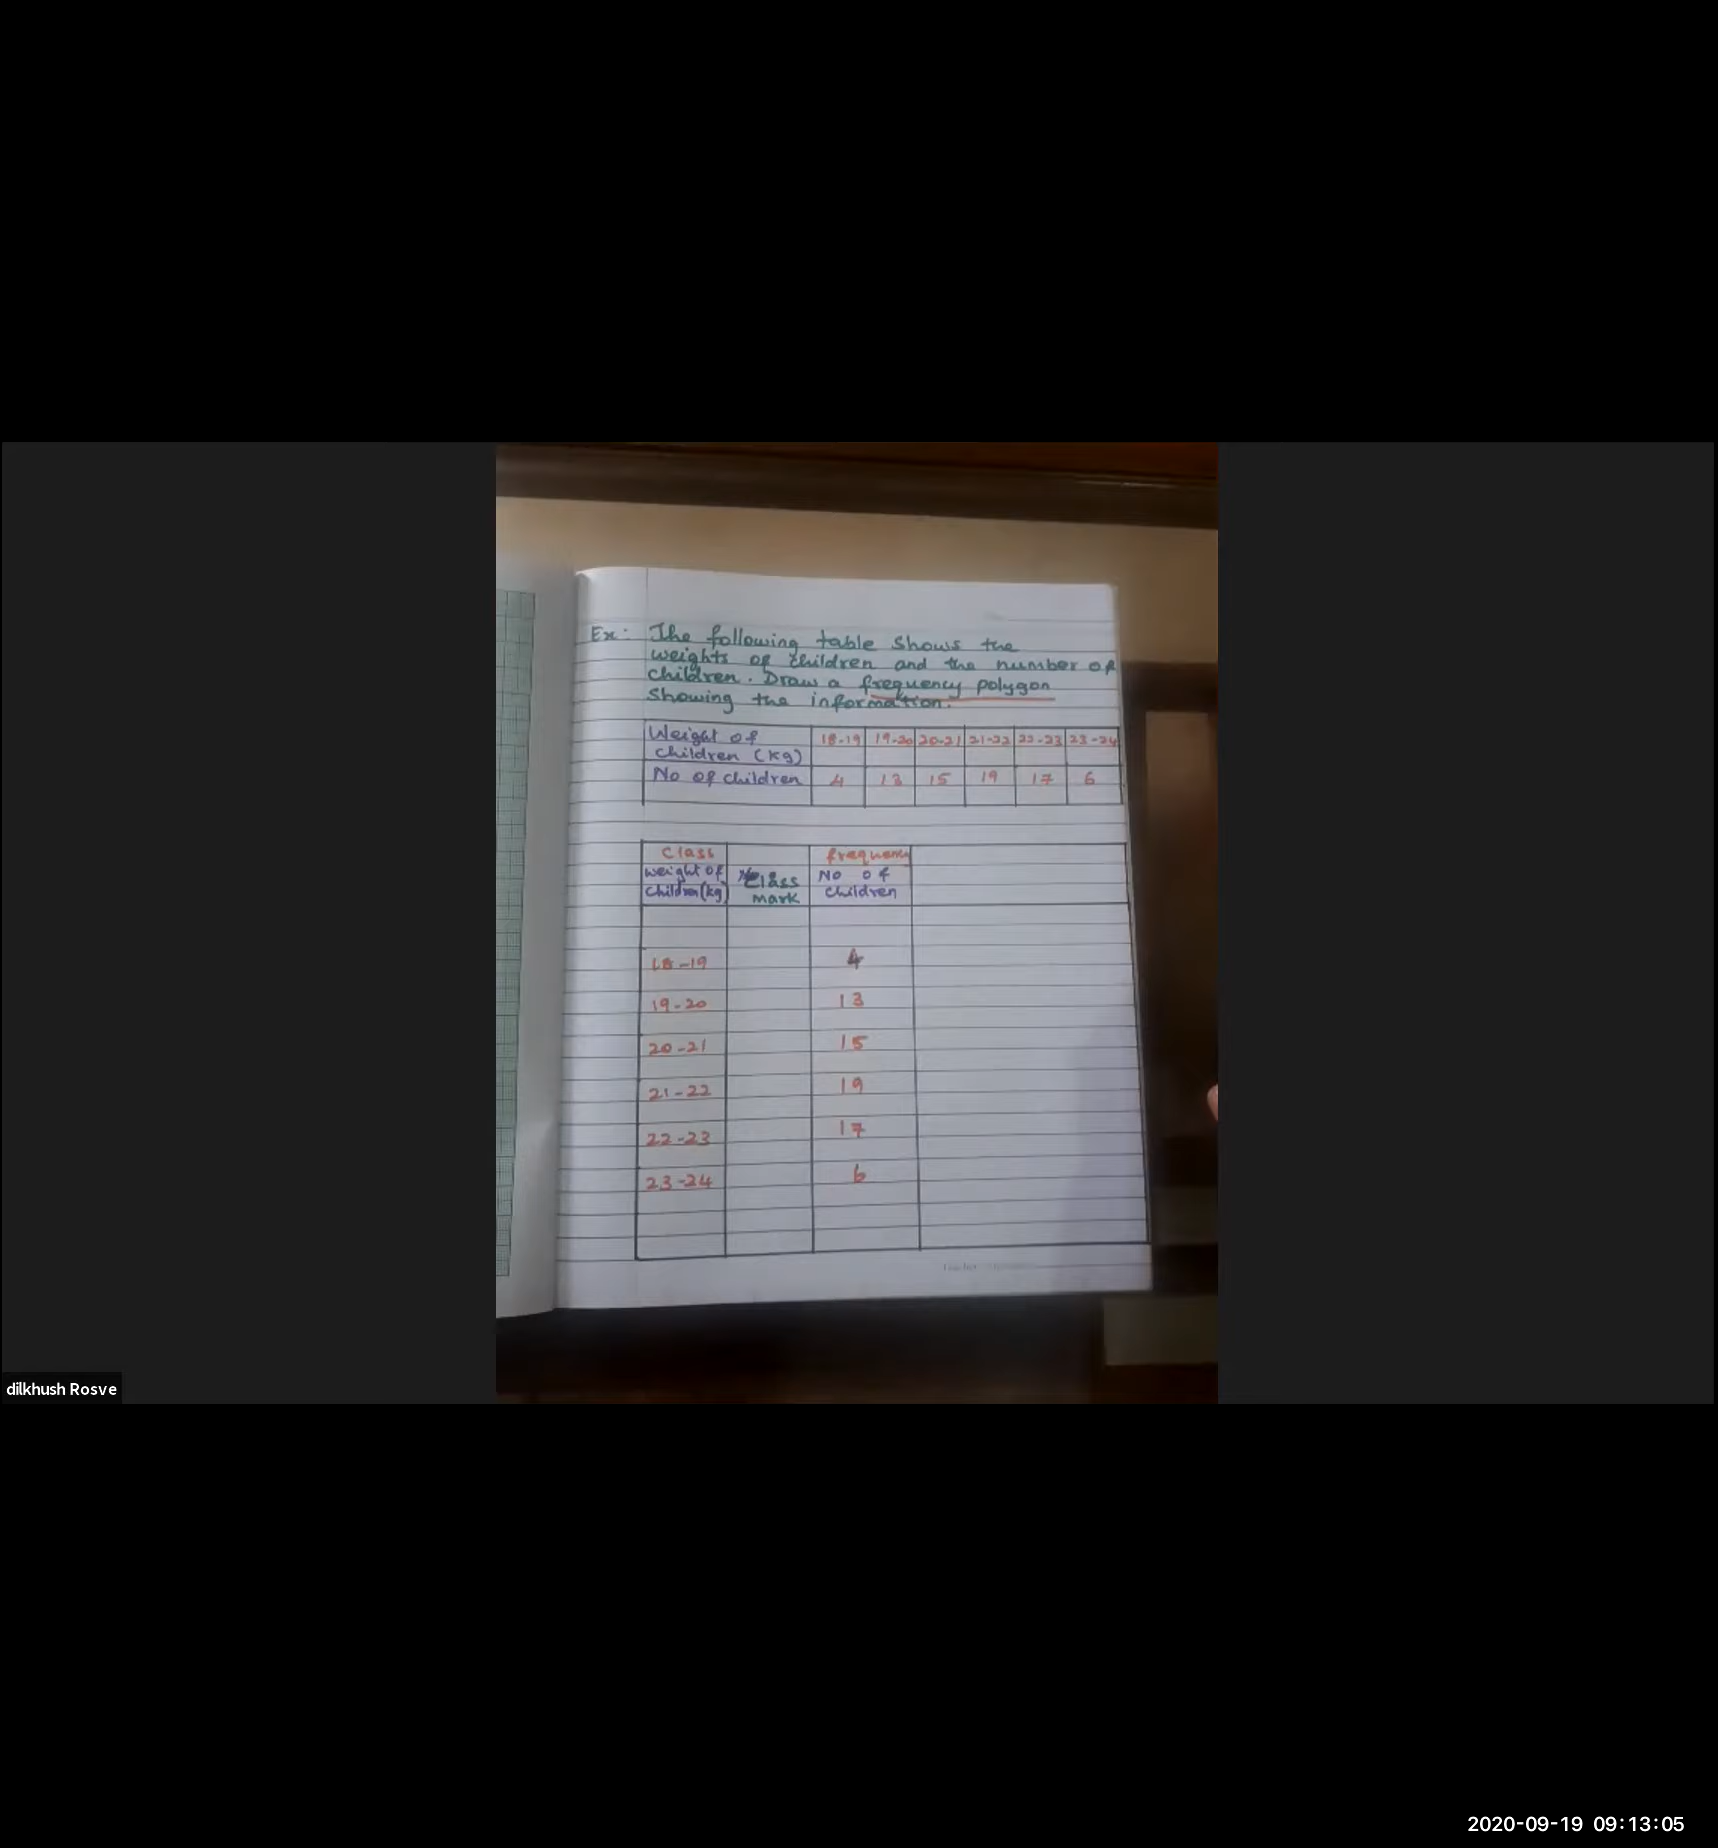 Ex: The following table shows the
weights of children and the number of
children. Draw a frequency polygon
showing the information.
Weight of children (kg) 18-19 19-20 20-21 21-22 22-23 23-24
No of children 4 13 15 19 17 6
Class weight of children (kg) Class mark frequency No of children
18-19 4
19-20 13
20-21 15
21-22 19
22-23 17
23-24 6
dilkhush Rosve
2020-09-19 09:13:05